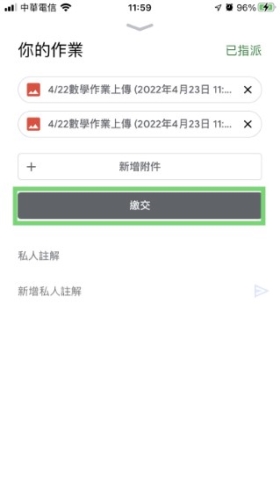 中華電信
11:59
96%
你的作業
已指派
4/22數學作業上傳 (2022年4月23日 11:...
4/22數學作業上傳 (2022年4月23日 11:...
新增附件
繳交
私人註解
新增私人註解